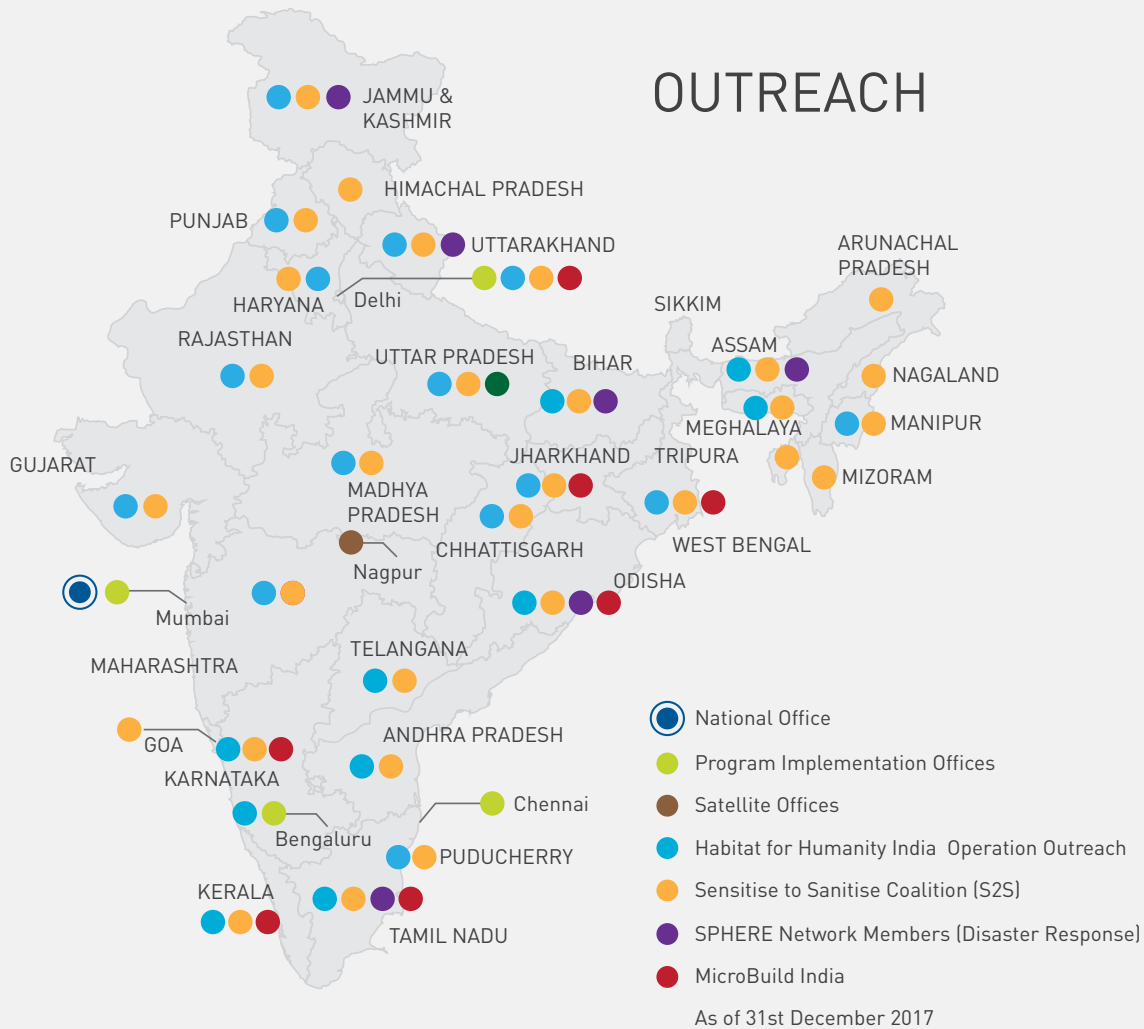 OUTREACH
JAMMU &
KASHMIR
HIMACHAL PRADESH
PUNJAB
UTTARAKHAND
ARUNACHAL
PRADESH
HARYANA
Delhi
SIKKIM
RAJASTHAN
ASSAM
UTTAR PRADESH
BIHAR
NAGALAND
MEGHALAYA
MANIPUR
GUJARAT
JHARKHAND
TRIPURA
MIZORAM
MADHYA
PRADESH
CHHATTISGARH
WEST BENGAL
Nagpur
ODISHA
Mumbai
TELANGANA
MAHARASHTRA
GOA
ANDHRA PRADESH
KARNATAKA
Chennai
Bengaluru
PUDUCHERRY
KERALA
TAMIL NADU
National Office
Program Implementation Offices
Satellite Offices
Habitat for Humanity India Operation Outreach
Sensitise to Sanitise Coalition (S2S)
SPHERE Network Members (Disaster Response)
MicroBuild India
As of 31st December 2017